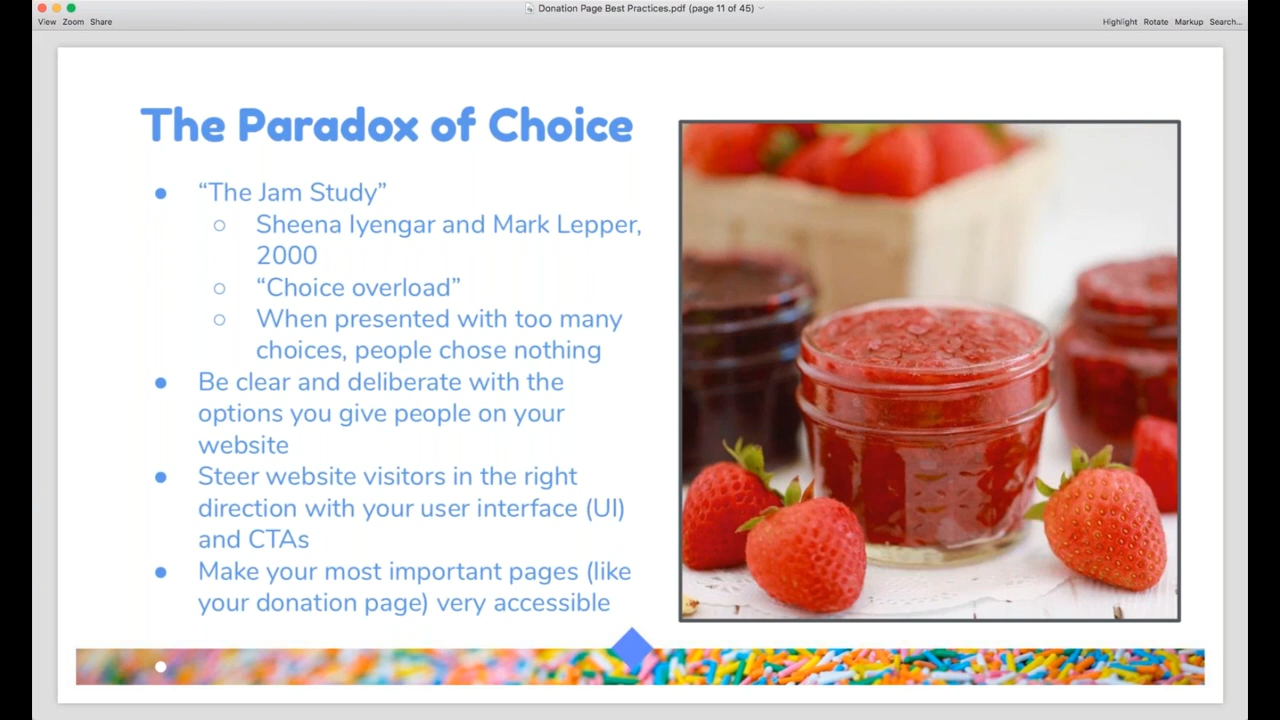 Donation Page Best Practices.pdf (page 11 of 45)
View Zoom Share
Highlight Rotate Markup Search...
The Paradox of Choice
● “The Jam Study”
○ Sheena Iyengar and Mark Lepper,
2000
○ “Choice overload”
○ When presented with too many
choices, people chose nothing
● Be clear and deliberate with the
options you give people on your
website
● Steer website visitors in the right
direction with your user interface (UI)
and CTAs
● Make your most important pages (like
your donation page) very accessible